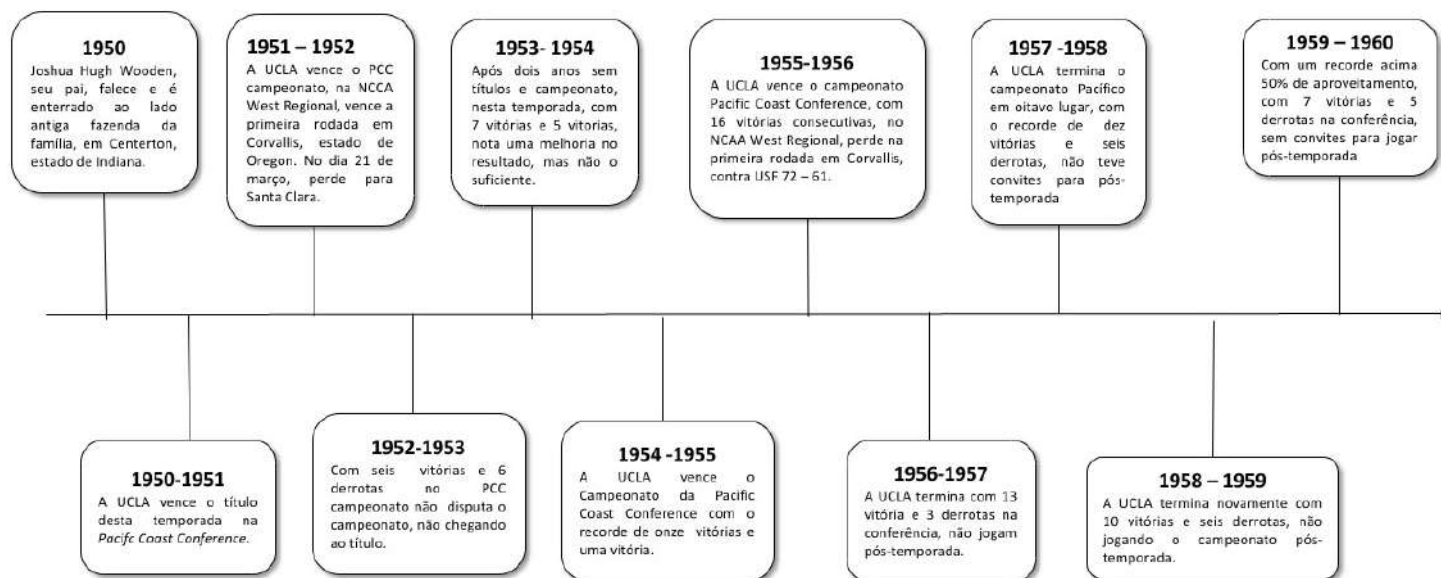 1950
Joshua Hugh Wooden,
seu pai, falece e é
enterrado ao lado
antiga fazenda da
família, em Centerton,
estado de Indiana.
1951 – 1952
A UCLA vence o PCC
campeonato, na NCCA
West Regional, vence a
primeira rodada em
Corvallis, estado de
Oregon. No dia 21 de
março, perde para
Santa Clara.
1953- 1954
Após dois anos sem
títulos e campeonato,
nesta temporada, com
7 vitórias e 5 vitorias,
nota uma melhoria no
resultado, mas não o
suficiente.
1955-1956
A UCLA vence o campeonato
Pacific Coast Conference, com
16 vitórias consecutivas, no
NCAA West Regional, perde na
primeira rodada em Corvallis,
contra USF 72 – 61.
1957 -1958
A UCLA termina o
campeonato Pacífico
em oitavo lugar, com
o recorde de dez
vitórias e seis
derrotas, não teve
convites para pós-
temporada
1959 – 1960
Com um recorde acima
50% de aproveitamento,
com 7 vitórias e 5
derrotas na conferência,
sem convites para jogar
pós-temporada
1950-1951
A UCLA vence o título
desta temporada na
Pacifc Coast Conference.
1952-1953
Com seis vitórias e 6
derrotas no PCC
campeonato não disputa o
campeonato, não chegando
ao título.
1954 -1955
A UCLA vence o
Campeonato da Pacific
Coast Conference com o
recorde de onze vitórias e
uma vitória.
1956-1957
A UCLA termina com 13
vitória e 3 derrotas na
conferência, não jogam
pós-temporada.
1958 – 1959
A UCLA termina novamente com
10 vitórias e seis derrotas, não
jogando o campeonato pós-
temporada.